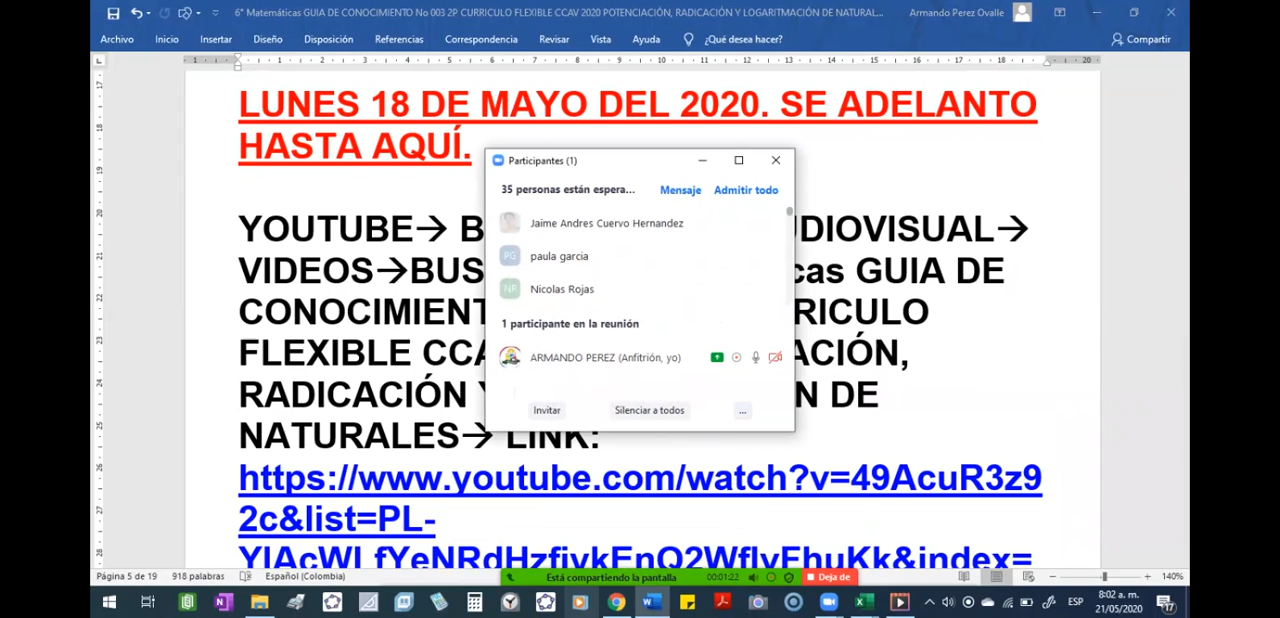 6° Matemáticas GUIA DE CONOCIMIENTO No 003 2P CURRICULO FLEXIBLE CCAV 2020 POTENCIACIÓN, RADICACIÓN Y LOGARITMACIÓN DE NATURAL...
Armando Perez Ovalle
Archivo Inicio Insertar Diseño Disposición Referencias Correspondencia Revisar Vista Ayuda ¿Qué desea hacer? Compartir
LUNES 18 DE MAYO DEL 2020. SE ADELANTO
HASTA AQUÍ.
Participantes (1)
35 personas están espera... Mensaje Admitir todo
Jaime Andres Cuervo Hernandez
PG paula garcia
NR Nicolas Rojas
1 participante en la reunión
ARMANDO PEREZ (Anfitrión, yo)
Invitar Silenciar a todos ...
YOUTUBE→ B UDIOVISUAL→
VIDEOS→BUS cas GUIA DE
CONOCIMIENT RICULO
FLEXIBLE CCA ACIÓN,
RADICACIÓN N DE
NATURALES→ LINK:
https://www.youtube.com/watch?v=49AcuR3z9
2c&list=PL-
Página 5 de 19 918 palabras Español (Colombia) 140%
Está compartiendo la pantalla 00:01:22 Deja de
ESP
8:02 a. m.
21/05/2020
17